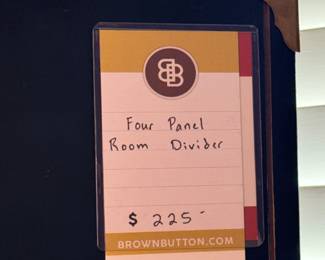 Four Panel
Room Divider
$ 225-
BROWNBUTTON.COM